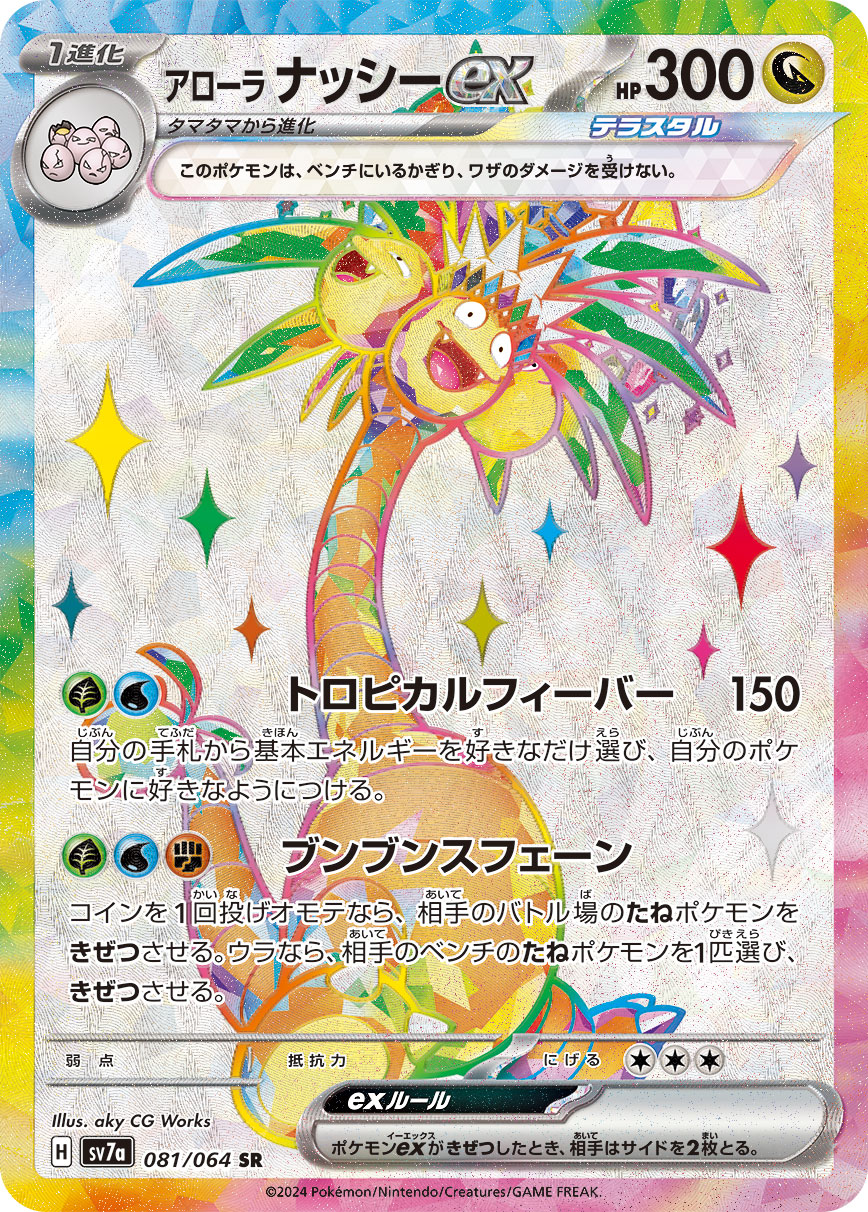 1進化
アローラ ナッシーex HP300
タマタマから進化
テラスタル
このポケモンは、ベンチにいるかぎり、ワザのダメージを受けない。
トロピカルフィーバー 150
自分の手札から基本エネルギーを好きなだけ選び、自分のポケ
モンに好きなようにつける。
ブンブンスフェーン
コインを1回投げオモテなら、相手のバトル場のたねポケモンを
きぜつさせる。ウラなら、相手のベンチのたねポケモンを1匹選び、
きぜつさせる。
弱点 抵抗力 にげる
exルール
ポケモンexがきぜつしたとき、相手はサイドを2枚とる。
Illus. aky CG Works
H sv7a 081/064 SR
©2024 Pokémon/Nintendo/Creatures/GAME FREAK.